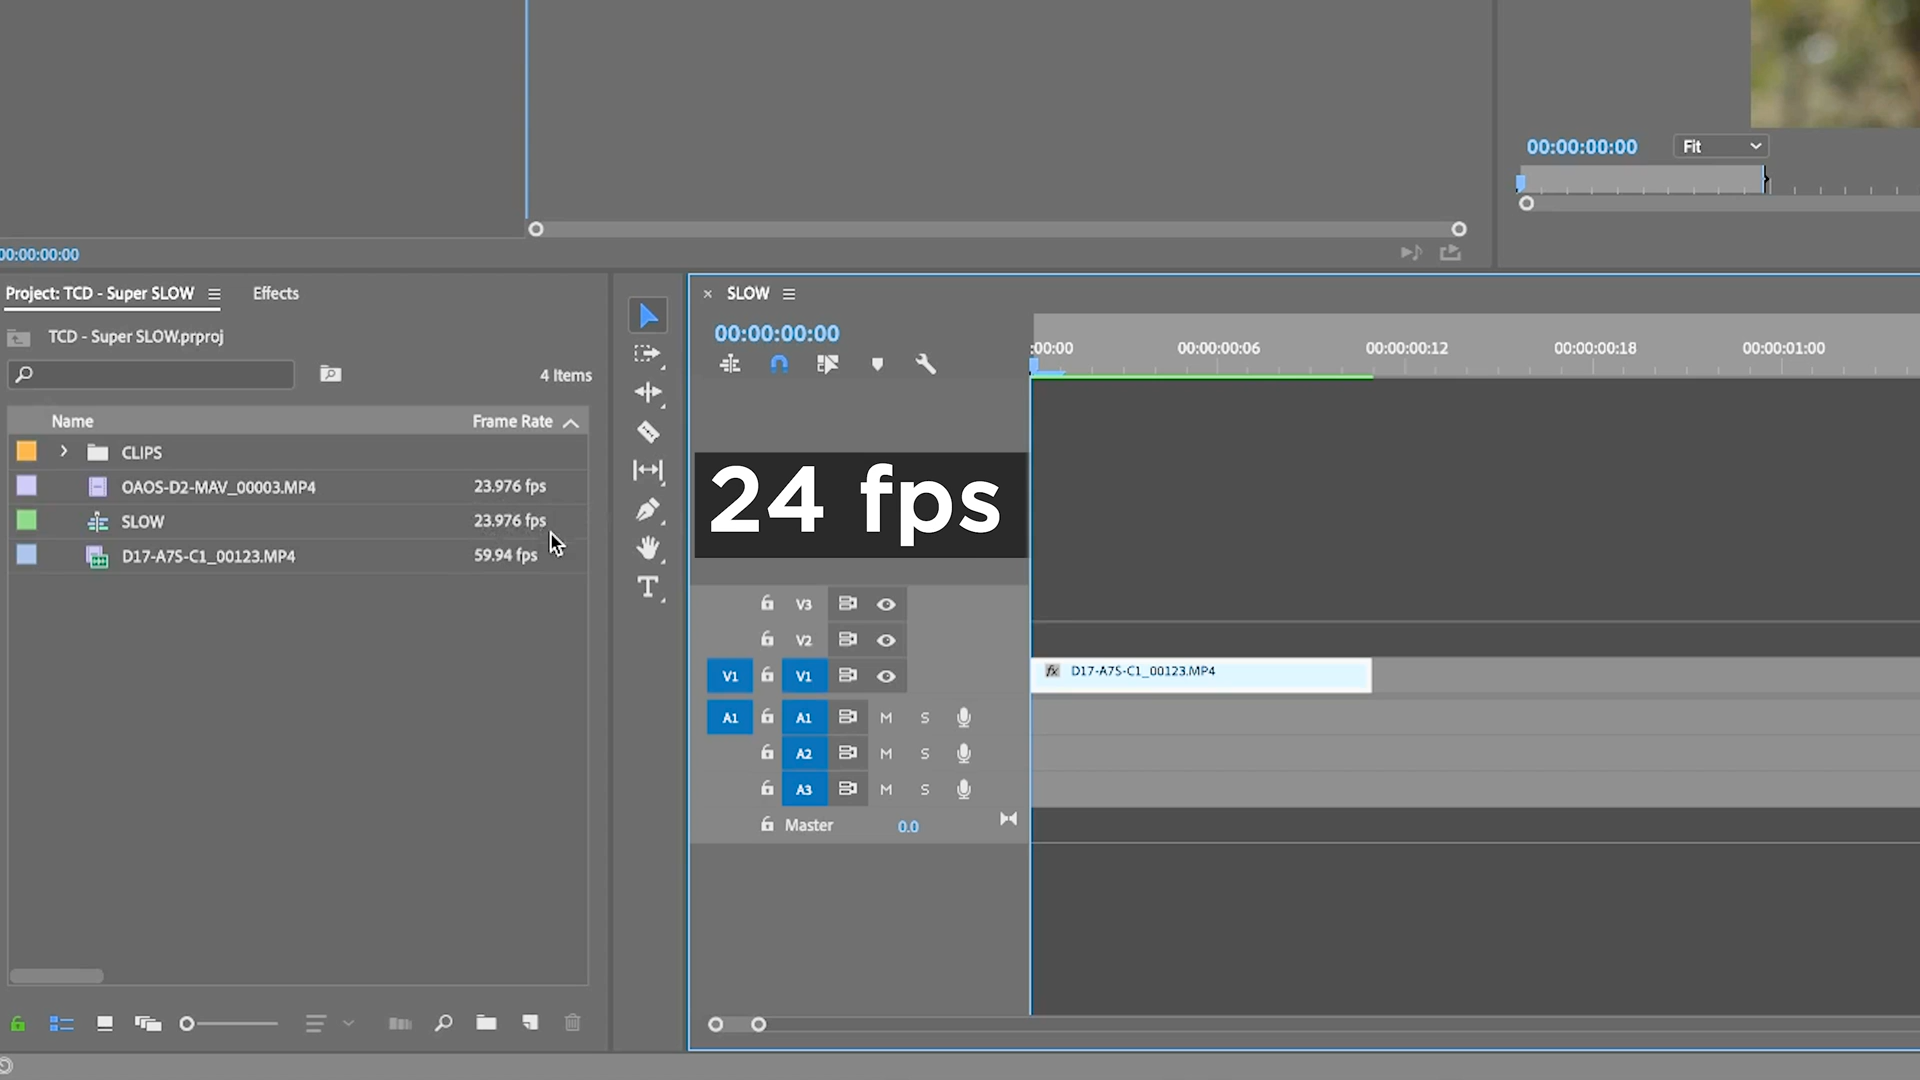 00:00:00:00
Fit
00:00:00:00
Project: TCD - Super SLOW
Effects
TCD - Super SLOW.prproj
4 Items
Name
Frame Rate
CLIPS
OAOS-D2-MAV_00003.MP4
23.976 fps
SLOW
23.976 fps
D17-A7S-C1_00123.MP4
59.94 fps
SLOW
00:00:00:00
:00:00
00:00:00:06
00:00:00:12
00:00:00:18
00:00:01:00
24 fps
V3
V2
V1
V1
fx
D17-A7S-C1_00123.MP4
A1
A1
M
S
A2
M
S
A3
M
S
Master
0.0